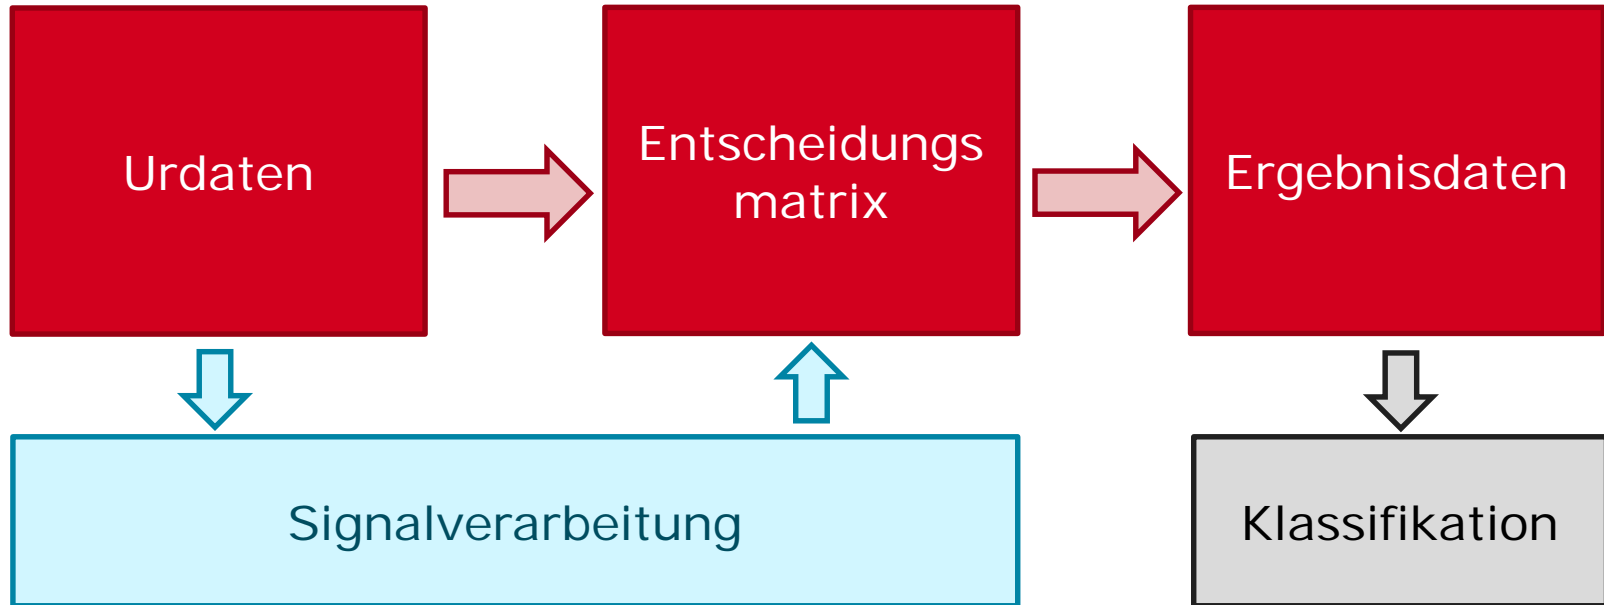 Urdaten
Entscheidungs
matrix
Ergebnisdaten
Signalverarbeitung
Klassifikation